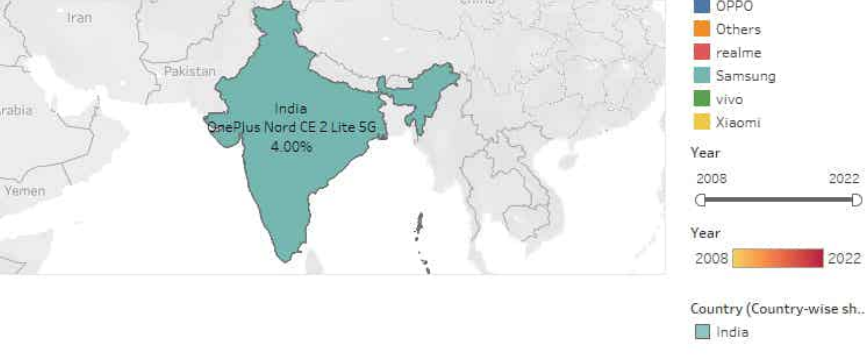 Iran
China
Pakistan
India
OnePlus Nord CE 2 Lite 5G
4.00%
Yemen
OPPO
Others
realme
Samsung
vivo
Xiaomi
Year
2008 2022
Year
2008 2022
Country (Country-wise sh..
India